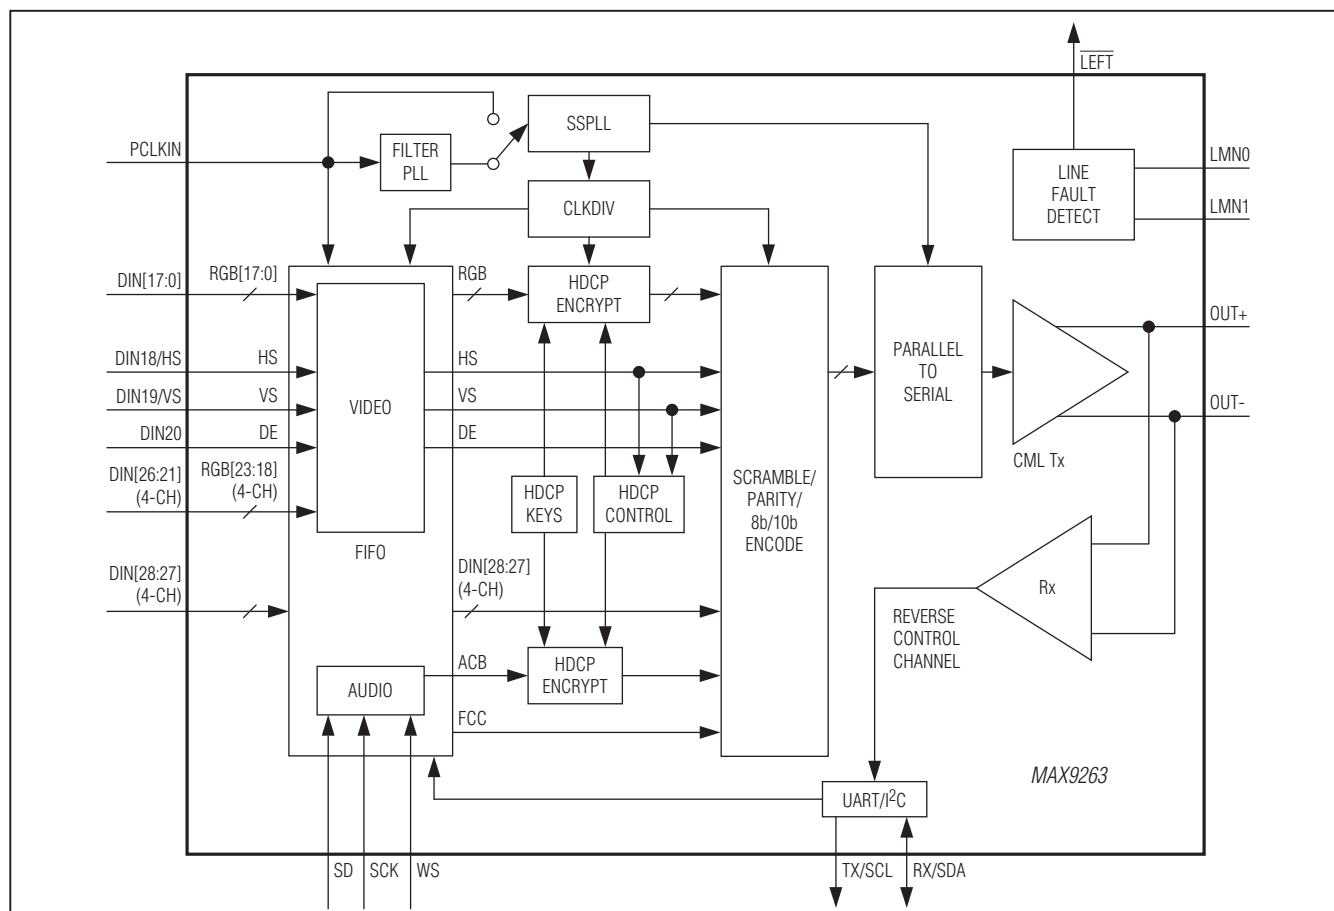 LEFT
PCLKIN
FILTER
PLL
SSPLL
CLKDIV
LINE
FAULT
DETECT
LMN0
LMN1
DIN[17:0]
RGB[17:0]
RGB
HDCP
ENCRYPT
DIN18/HS
HS
HS
DIN19/VS
VS
VS
DIN20
DE
DE
DIN[26:21]
(4-CH)
RGB[23:18]
(4-CH)
VIDEO
FIFO
HDCP
KEYS
HDCP
CONTROL
SCRAMBLE/
PARITY/
8b/10b
ENCODE
PARALLEL
TO
SERIAL
CML Tx
OUT+
OUT-
DIN[28:27]
(4-CH)
DIN[28:27]
(4-CH)
Rx
REVERSE
CONTROL
CHANNEL
AUDIO
ACB
HDCP
ENCRYPT
FCC
UART/I²C
MAX9263
SD
SCK
WS
TX/SCL
RX/SDA